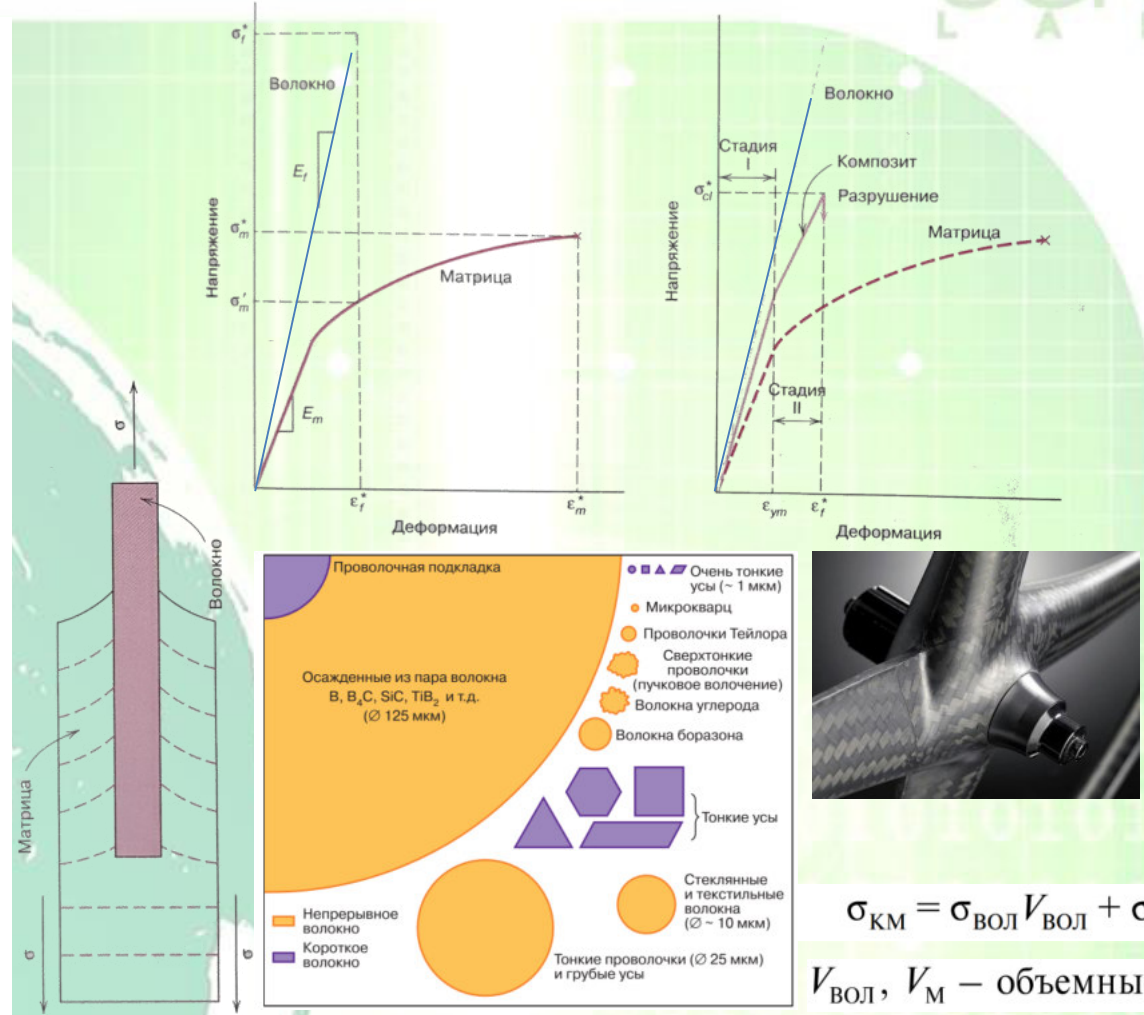 L A
σ*f
Волокно
Ef
Напряжение
σ*m
Матрица
σ'm
Em
ε*f
ε*m
Деформация
Волокно
Стадия
I
Композит
σ*cl
Разрушение
Напряжение
Матрица
Стадия
II
εym
ε*f
Деформация
σ
Волокно
Матрица
σ
σ
Проволочная подкладка
Очень тонкие
усы (~ 1 мкм)
Микрокварц
Проволочки Тейлора
Сверхтонкие
проволочки
(пучковое волочение)
Волокна углерода
Волокна боразона
Осажденные из пара волокна
B, B₄C, SiC, TiB₂ и т.д.
(∅ 125 мкм)
Тонкие усы
Стеклянные
и текстильные
волокна
(∅ ~ 10 мкм)
Непрерывное
волокно
Короткое
волокно
Тонкие проволочки (∅ 25 мкм)
и грубые усы
σКМ = σВОЛ VВОЛ + σ
VВОЛ, VМ – объемны